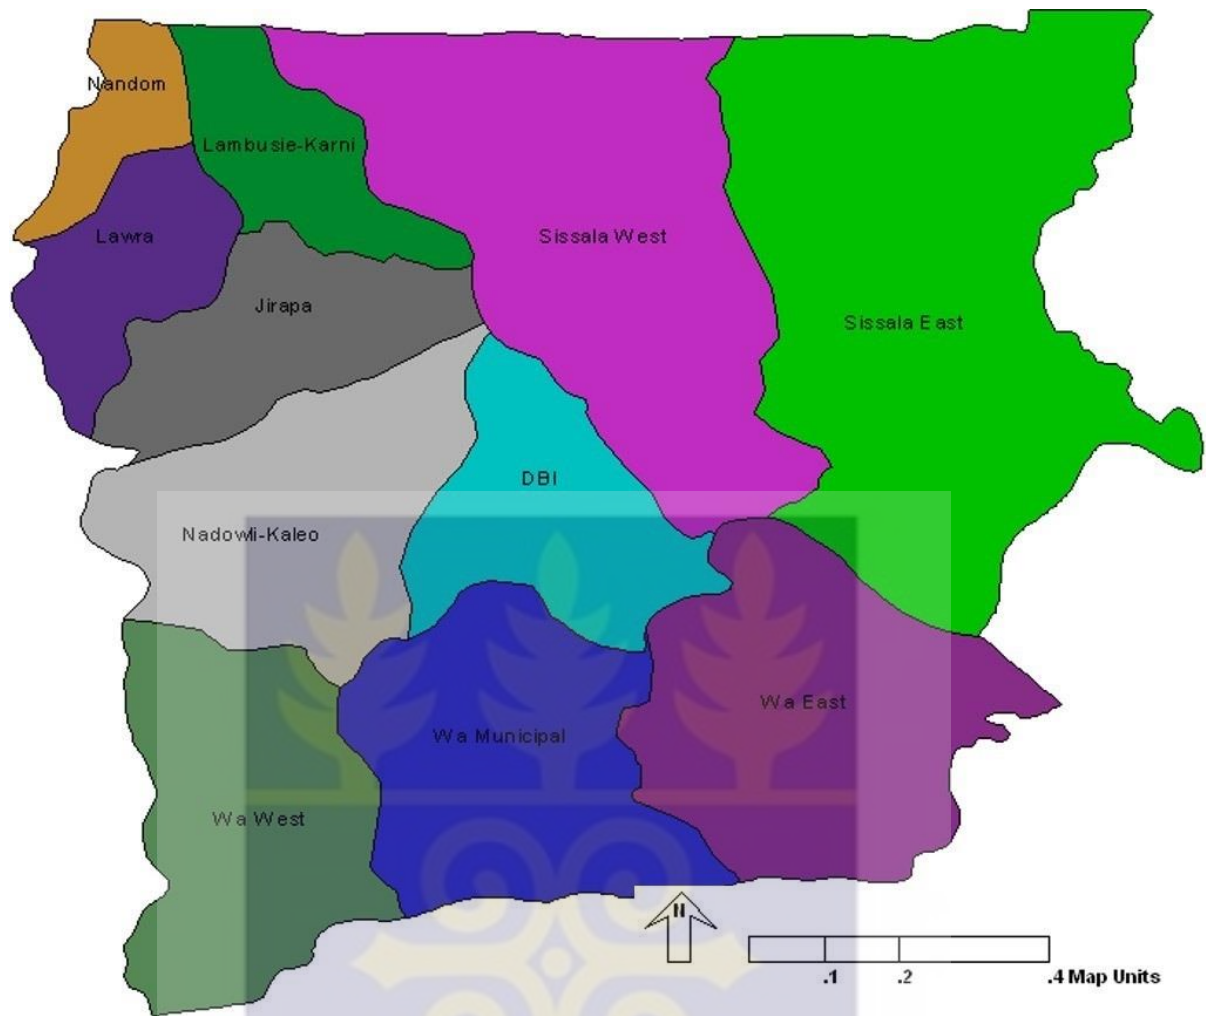 Nandom
Lambusie-Karni
Lawra
Sissala West
Jirapa
Sissala East
DBI
Nadowli-Kaleo
Wa East
Wa Municipal
Wa West
N
.1 .2 .4 Map Units